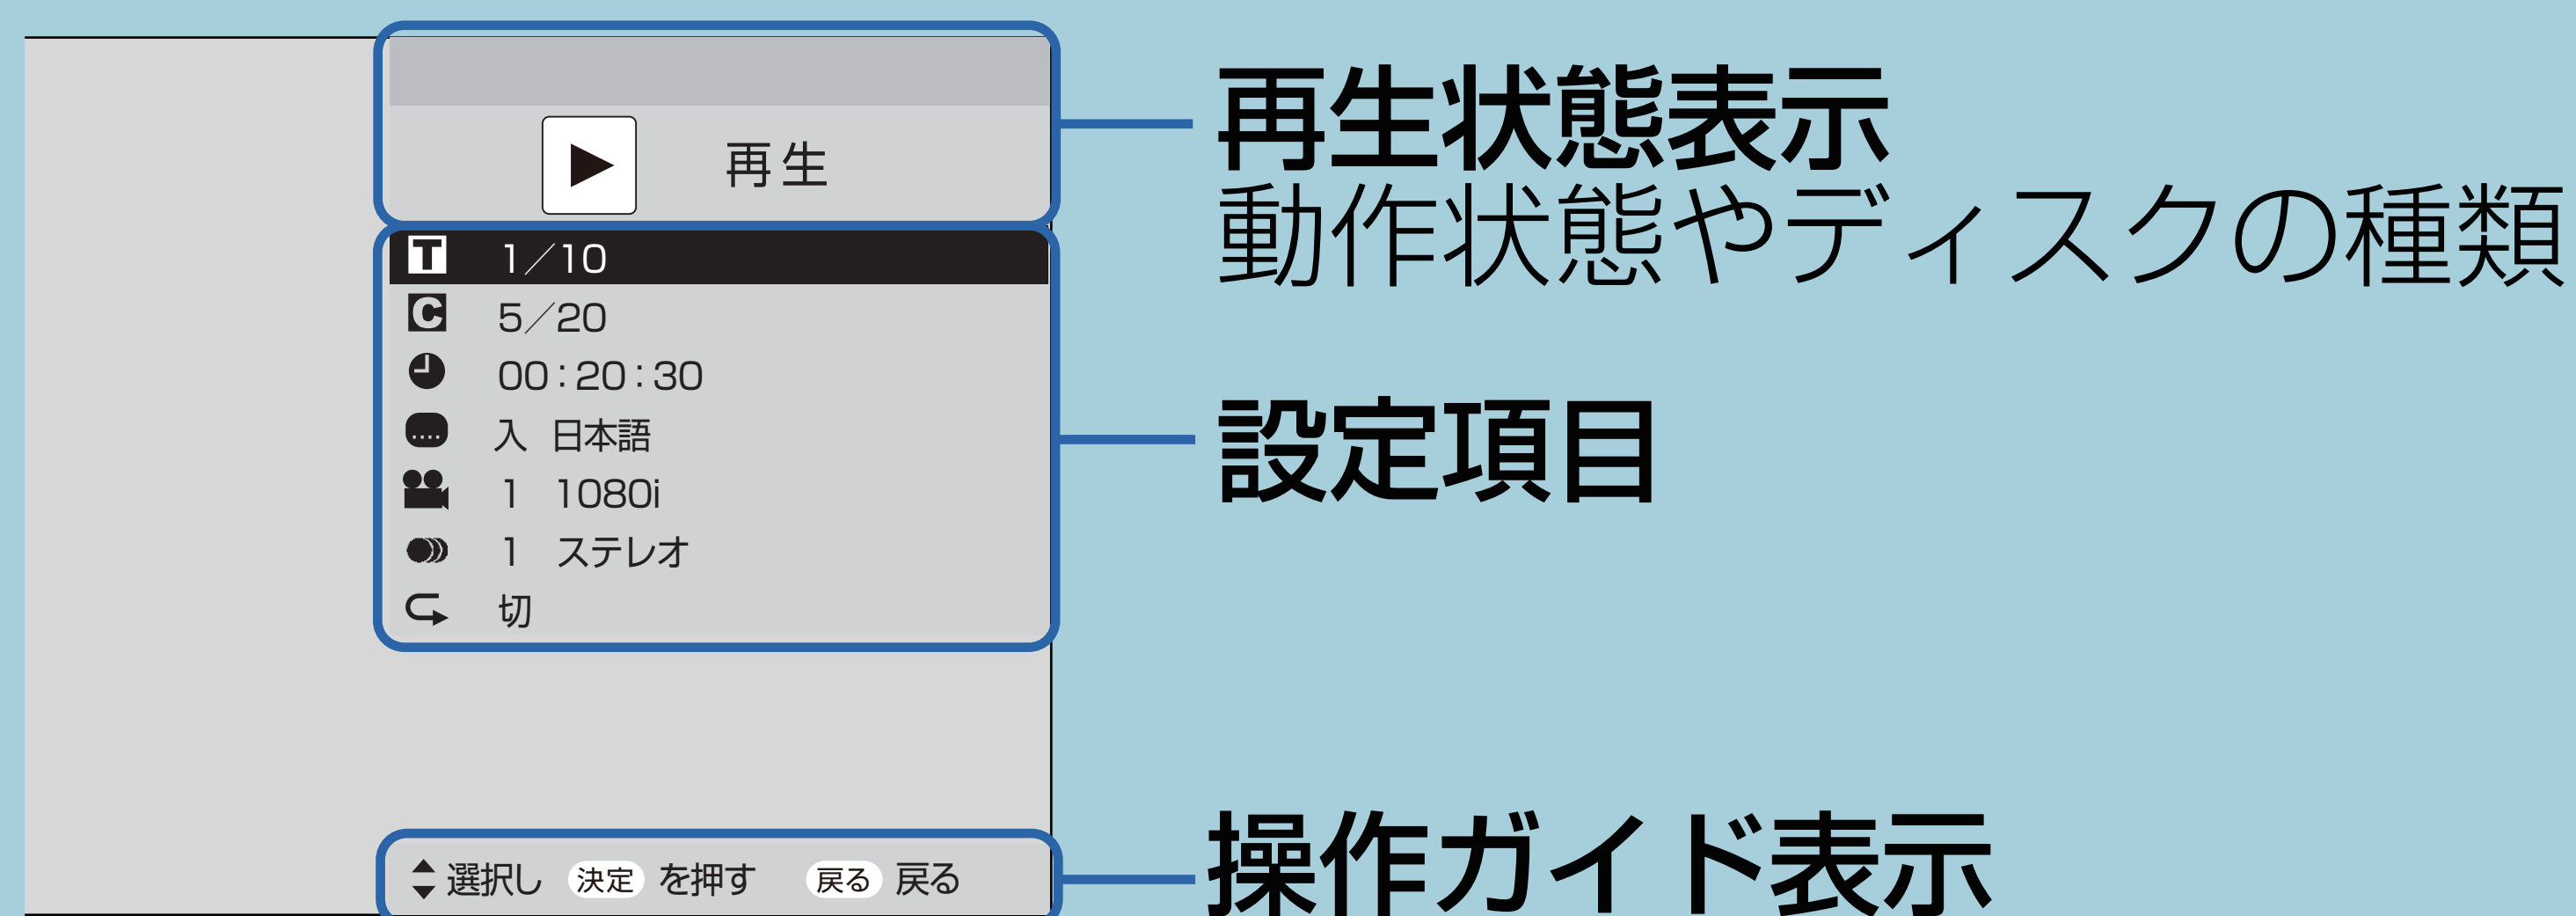 再生
T 1／10
C 5／20
00：20：30
入 日本語
1 1080i
1 ステレオ
切
選択し 決定 を押す 戻る 戻る
再生状態表示
動作状態やディスクの種類
設定項目
操作ガイド表示